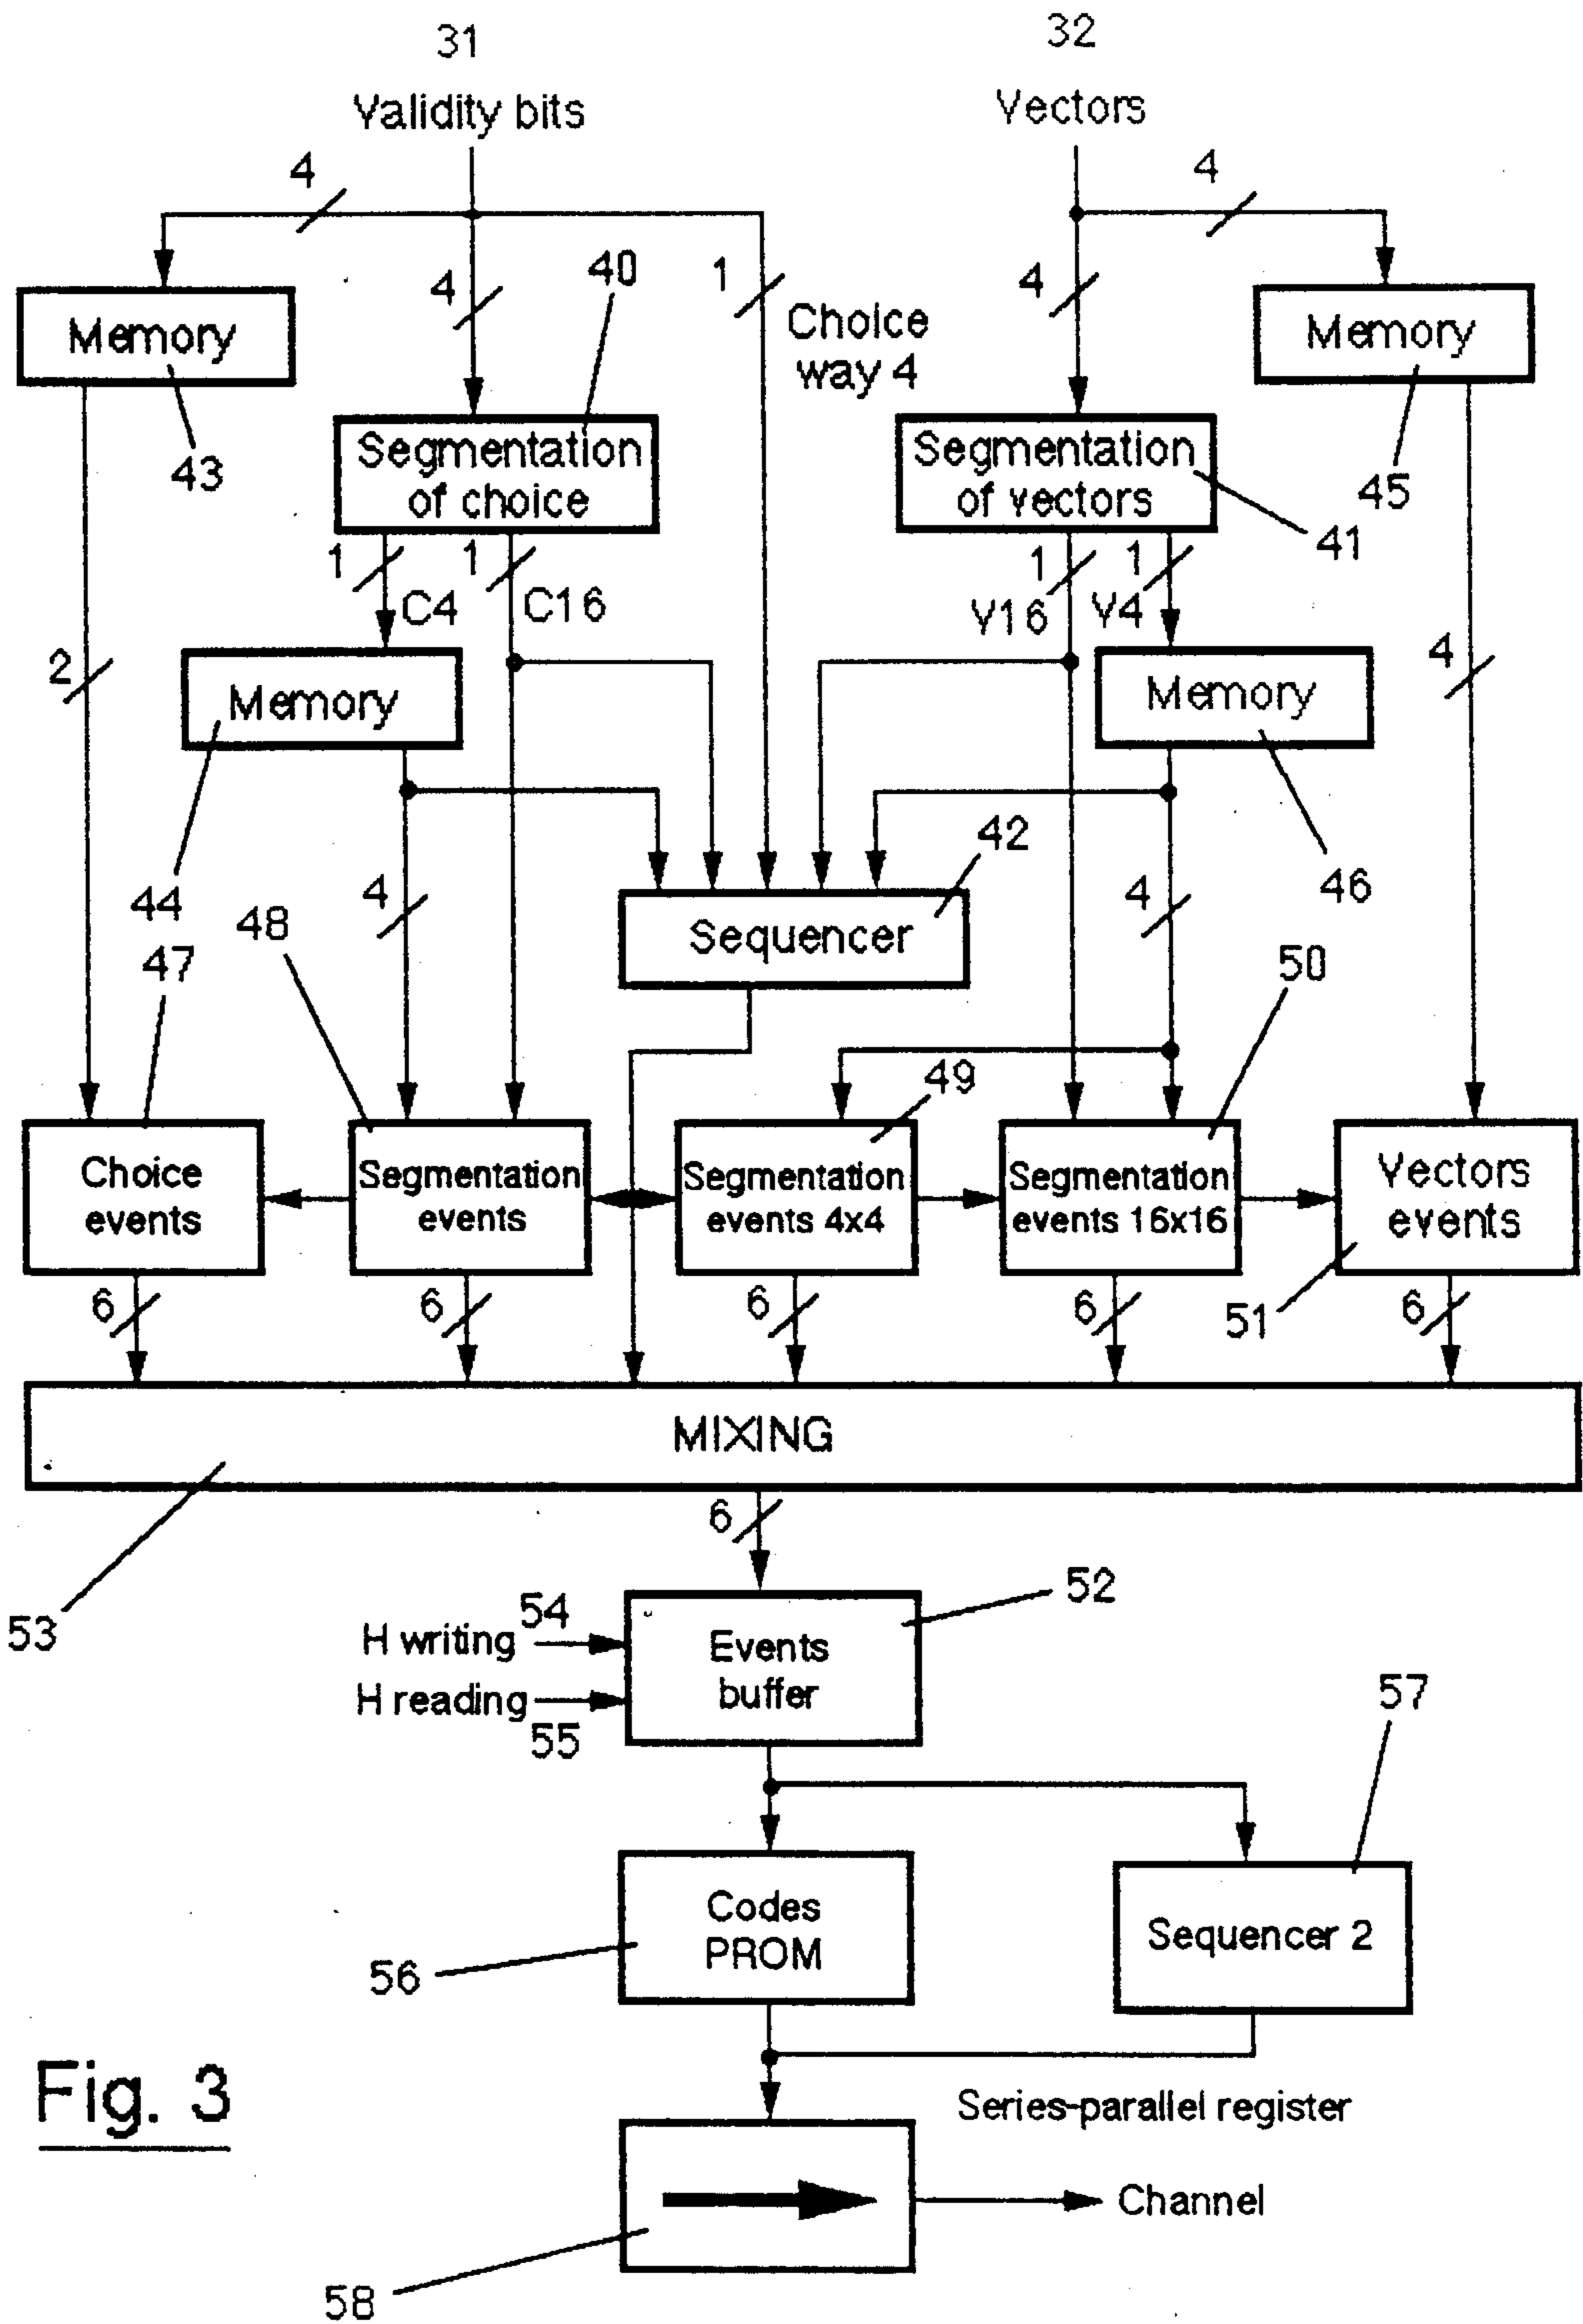 31
32
Validity bits
Vectors
4
4
4
40
1
4
Memory
Choice
way 4
Memory
43
Segmentation
of choice
Segmentation
of vectors
45
41
1
1
1
1
C4
C16
V16
V4
2
4
Memory
Memory
44
4
42
4
46
47
48
Sequencer
50
49
Choice
events
Segmentation
events
Segmentation
events 4x4
Segmentation
events 16x16
Vectors
events
6
6
6
6
51
6
MIXING
6
53
54
52
H writing
Events
buffer
H reading
55
57
Codes
PROM
Sequencer 2
56
Fig. 3
Series-parallel register
Channel
58